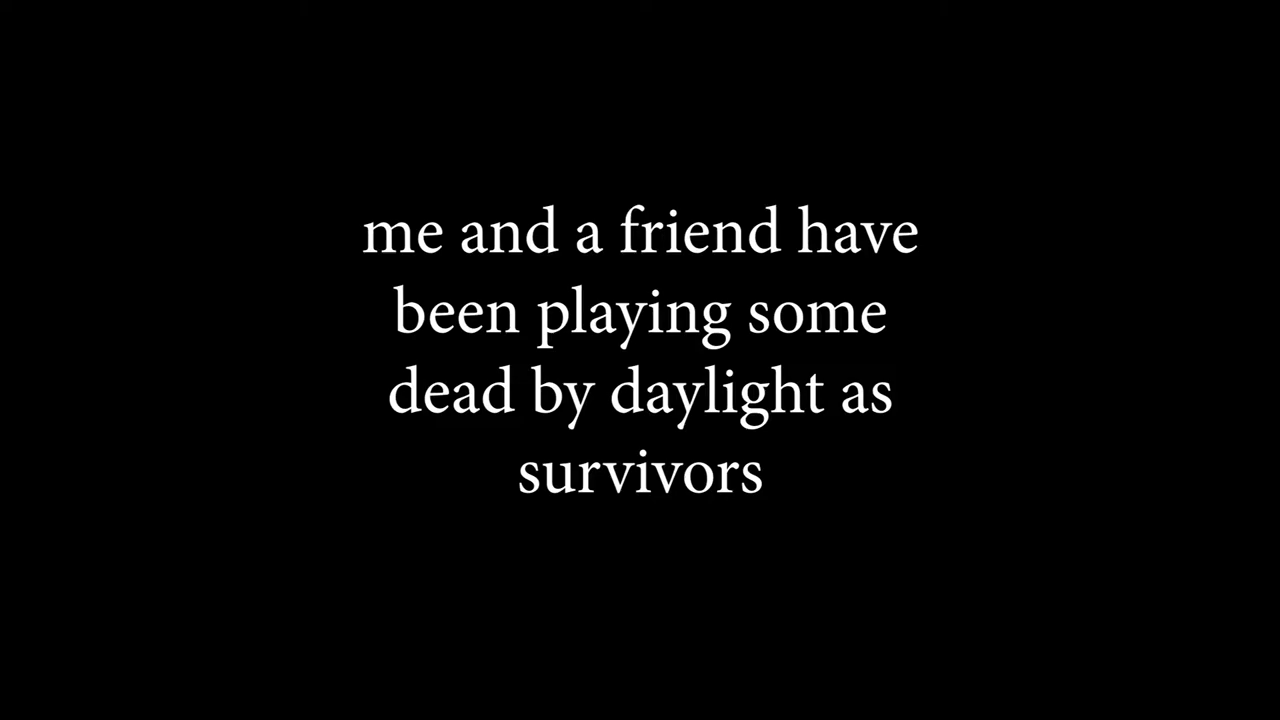 me and a friend have
been playing some
dead by daylight as
survivors